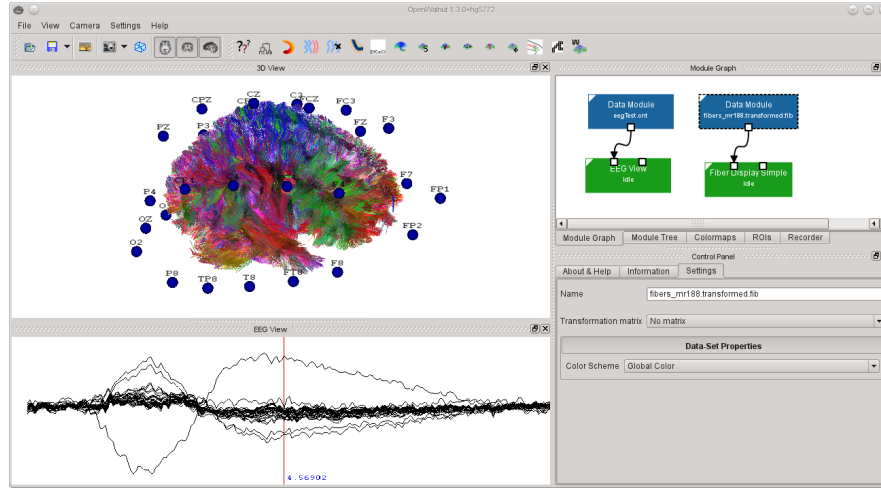 OpenWalnut 1.3.0+hg5772
File View Camera Settings Help
3D View
CPZ CZ C3 FCZ FC3
PZ P3 FZ F3
CP4 C4 F4 F7
P4 FP1
OZ FP2
O2
P8 TP8 T8 FT8 F8
EEG View
4.56902
Module Graph
Data Module
eegTest.cnt
Data Module
fibers_mr188.transformed.fib
EEG View
Idle
Fiber Display Simple
Idle
Module Graph Module Tree Colormaps ROIs Recorder
Control Panel
About & Help Information Settings
Name fibers_mr188.transformed.fib
Transformation matrix No matrix
Data-Set Properties
Color Scheme Global Color